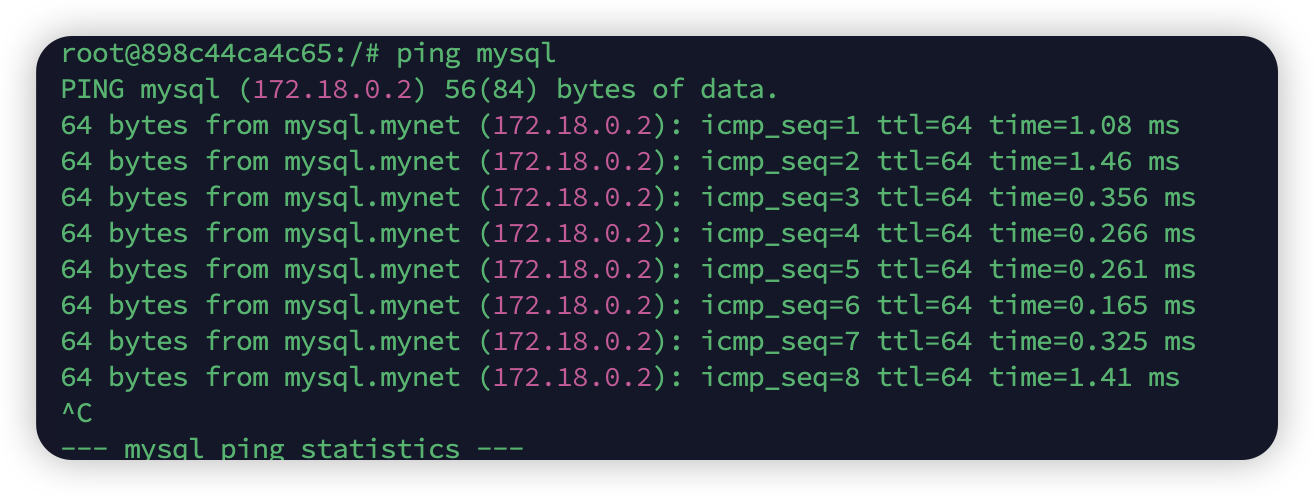 root@898c44ca4c65:/# ping mysql
PING mysql (172.18.0.2) 56(84) bytes of data.
64 bytes from mysql.mynet (172.18.0.2): icmp_seq=1 ttl=64 time=1.08 ms
64 bytes from mysql.mynet (172.18.0.2): icmp_seq=2 ttl=64 time=1.46 ms
64 bytes from mysql.mynet (172.18.0.2): icmp_seq=3 ttl=64 time=0.356 ms
64 bytes from mysql.mynet (172.18.0.2): icmp_seq=4 ttl=64 time=0.266 ms
64 bytes from mysql.mynet (172.18.0.2): icmp_seq=5 ttl=64 time=0.261 ms
64 bytes from mysql.mynet (172.18.0.2): icmp_seq=6 ttl=64 time=0.165 ms
64 bytes from mysql.mynet (172.18.0.2): icmp_seq=7 ttl=64 time=0.325 ms
64 bytes from mysql.mynet (172.18.0.2): icmp_seq=8 ttl=64 time=1.41 ms
^C
--- mysql ping statistics ---